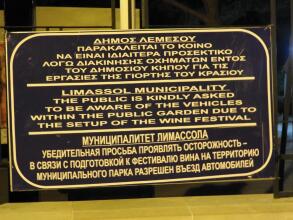 ΔΗΜΟΣ ΛΕΜΕΣΟΥ
ΠΑΡΑΚΑΛΕΙΤΑΙ ΤΟ ΚΟΙΝΟ
ΝΑ ΕΙΝΑΙ ΙΔΙΑΙΤΕΡΑ ΠΡΟΣΕΚΤΙΚΟ
ΛΟΓΩ ΔΙΑΚΙΝΗΣΗΣ ΟΧΗΜΑΤΩΝ ΕΝΤΟΣ
ΤΟΥ ΔΗΜΟΣΙΟΥ ΚΗΠΟΥ ΓΙΑ ΤΙΣ
ΕΡΓΑΣΙΕΣ ΤΗΣ ΓΙΟΡΤΗΣ ΤΟΥ ΚΡΑΣΙΟΥ
LIMASSOL MUNICIPALITY
THE PUBLIC IS KINDLY ASKED
TO BE AWARE OF THE VEHICLES
WITHIN THE PUBLIC GARDEN DUE TO
THE SETUP OF THE WINE FESTIVAL
МУНИЦИПАЛИТЕТ ЛИМАССОЛА
УБЕДИТЕЛЬНАЯ ПРОСЬБА ПРОЯВЛЯТЬ ОСТОРОЖНОСТЬ -
В СВЯЗИ С ПОДГОТОВКОЙ К ФЕСТИВАЛЮ ВИНА НА ТЕРРИТОРИЮ
МУНИЦИПАЛЬНОГО ПАРКА РАЗРЕШЕН ВЪЕЗД АВТОМОБИЛЕЙ